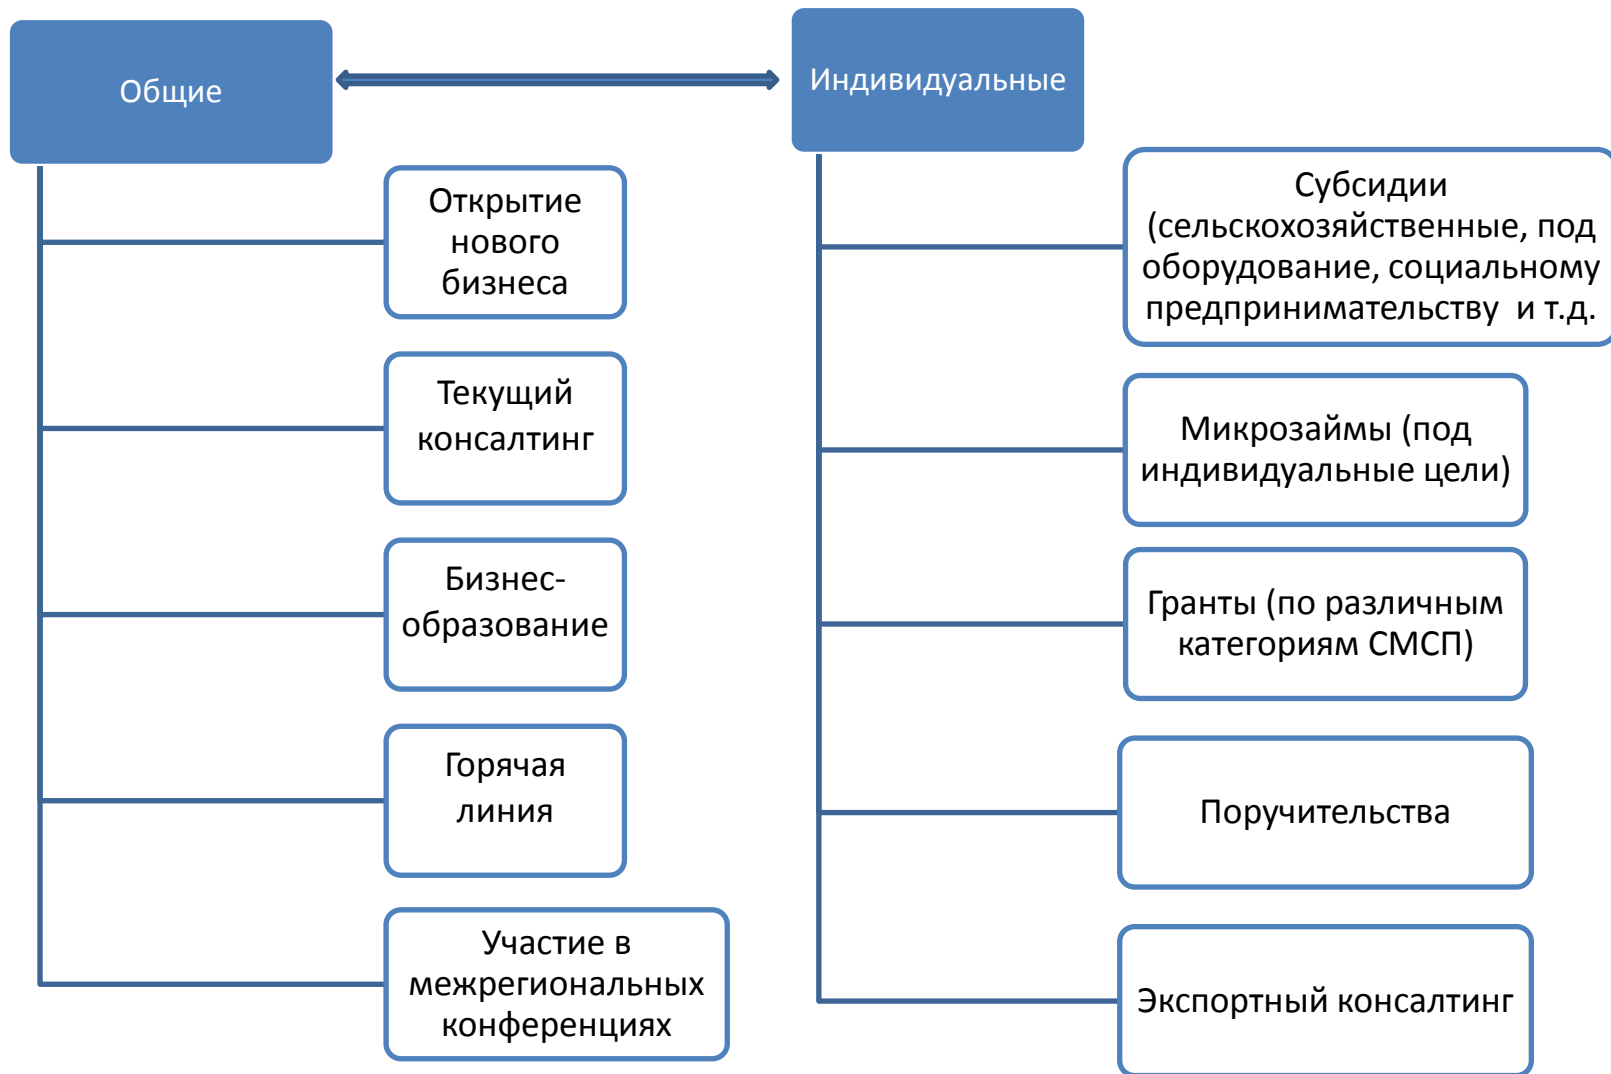 Общие
Открытие
нового
бизнеса
Текущий
консалтинг
Бизнес-
образование
Горячая
линия
Участие в
межрегиональных
конференциях
Индивидуальные
Субсидии
(сельскохозяйственные, под
оборудование, социальному
предпринимательству  и т.д.
Микрозаймы (под
индивидуальные цели)
Гранты (по различным
категориям СМСП)
Поручительства
Экспортный консалтинг